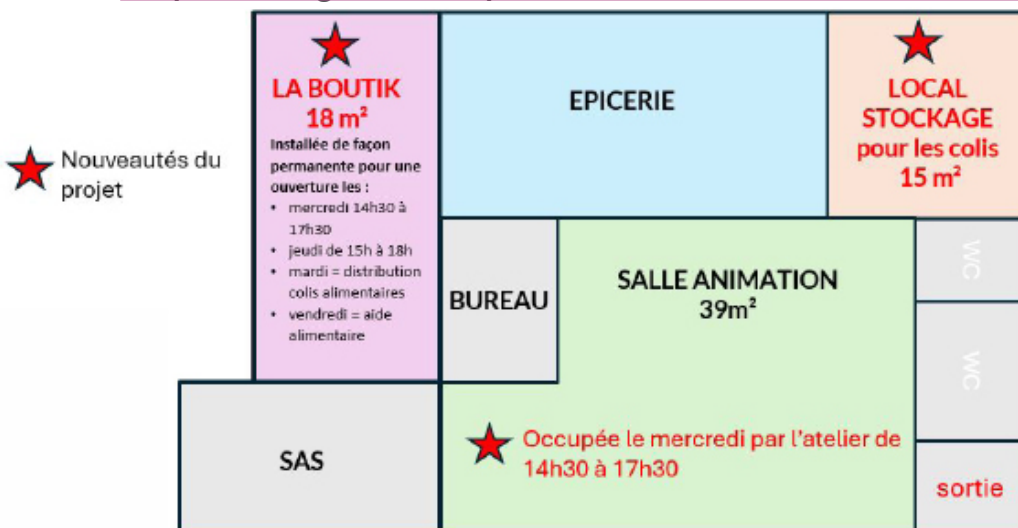 LA BOUTIK
18 m²
Installée de façon
permanente pour une
ouverture les :
• mercredi 14h30 à
17h30
• jeudi de 15h à 18h
• mardi = distribution
colis alimentaires
• vendredi = aide
alimentaire
EPICERIE
LOCAL
STOCKAGE
pour les colis
15 m²
Nouveautés du
projet
BUREAU
SALLE ANIMATION
39m²
WC
WC
SAS
Occupée le mercredi par l'atelier de
14h30 à 17h30
sortie